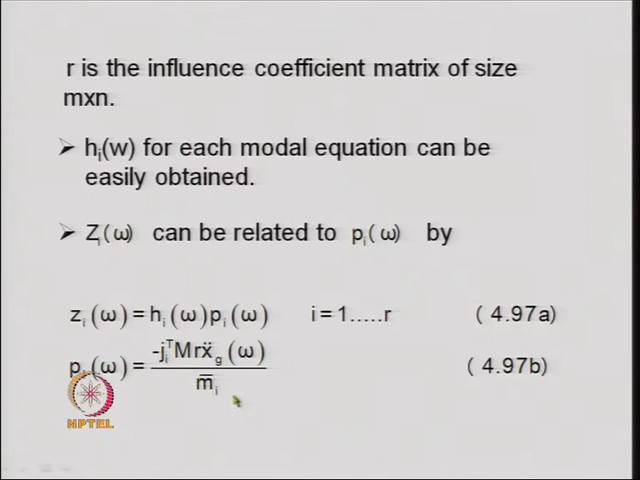 r is the influence coefficient matrix of size
mxn.
➢ hᵢ(w) for each modal equation can be
easily obtained.
➢ Zᵢ(ω) can be related to pᵢ(ω) by
zᵢ(ω) = hᵢ(ω)pᵢ(ω) i = 1.....r ( 4.97a)
pᵢ(ω) = -jᵢᵀMrẍg(ω) / m̅ᵢ ( 4.97b)
NPTEL